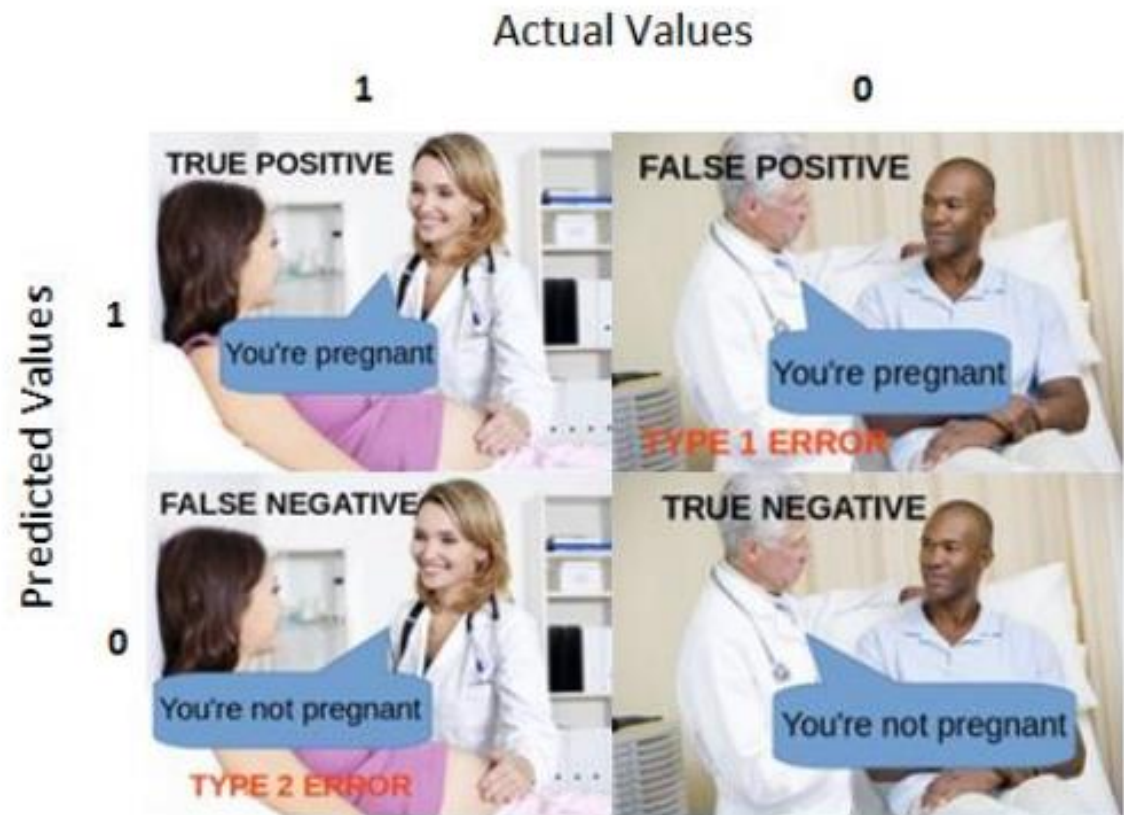 Actual Values
1
0
TRUE POSITIVE
FALSE POSITIVE
Predicted Values
1
You're pregnant
You're pregnant
TYPE 1 ERROR
FALSE NEGATIVE
TRUE NEGATIVE
0
You're not pregnant
You're not pregnant
TYPE 2 ERROR